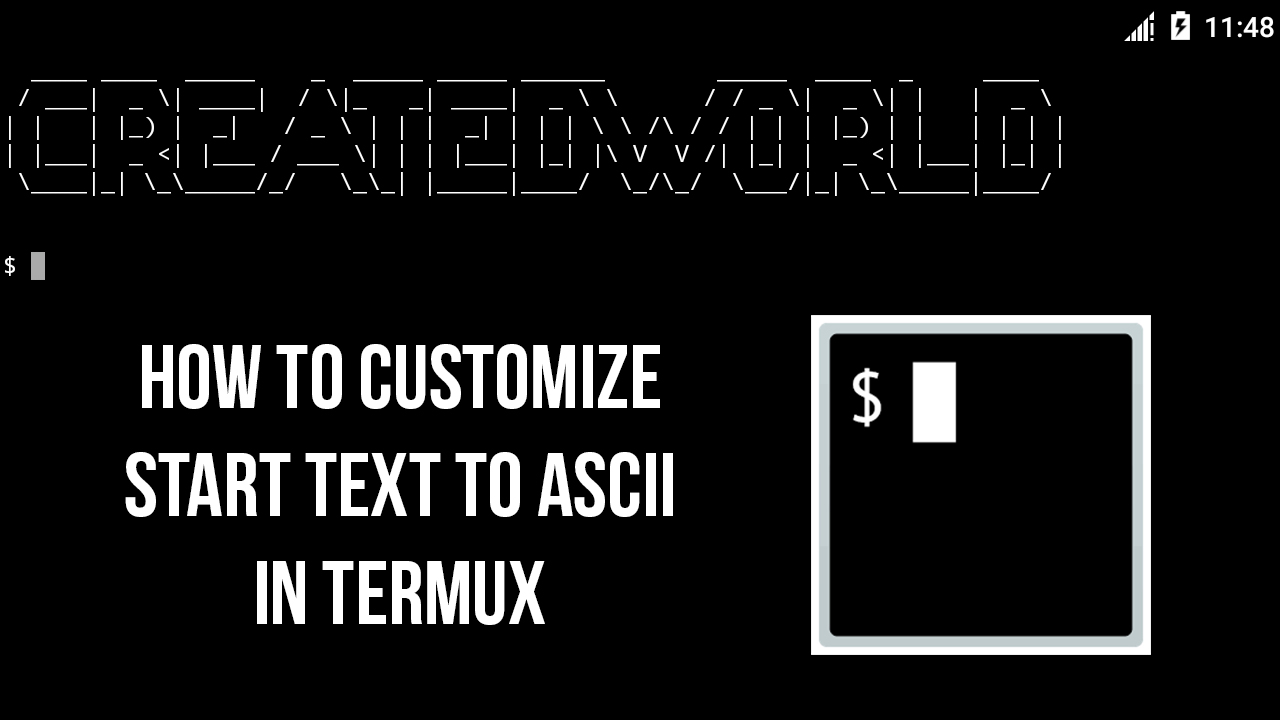 11:48
CREATEDWORLD
$
HOW TO CUSTOMIZE
START TEXT TO ASCII
IN TERMUX
$